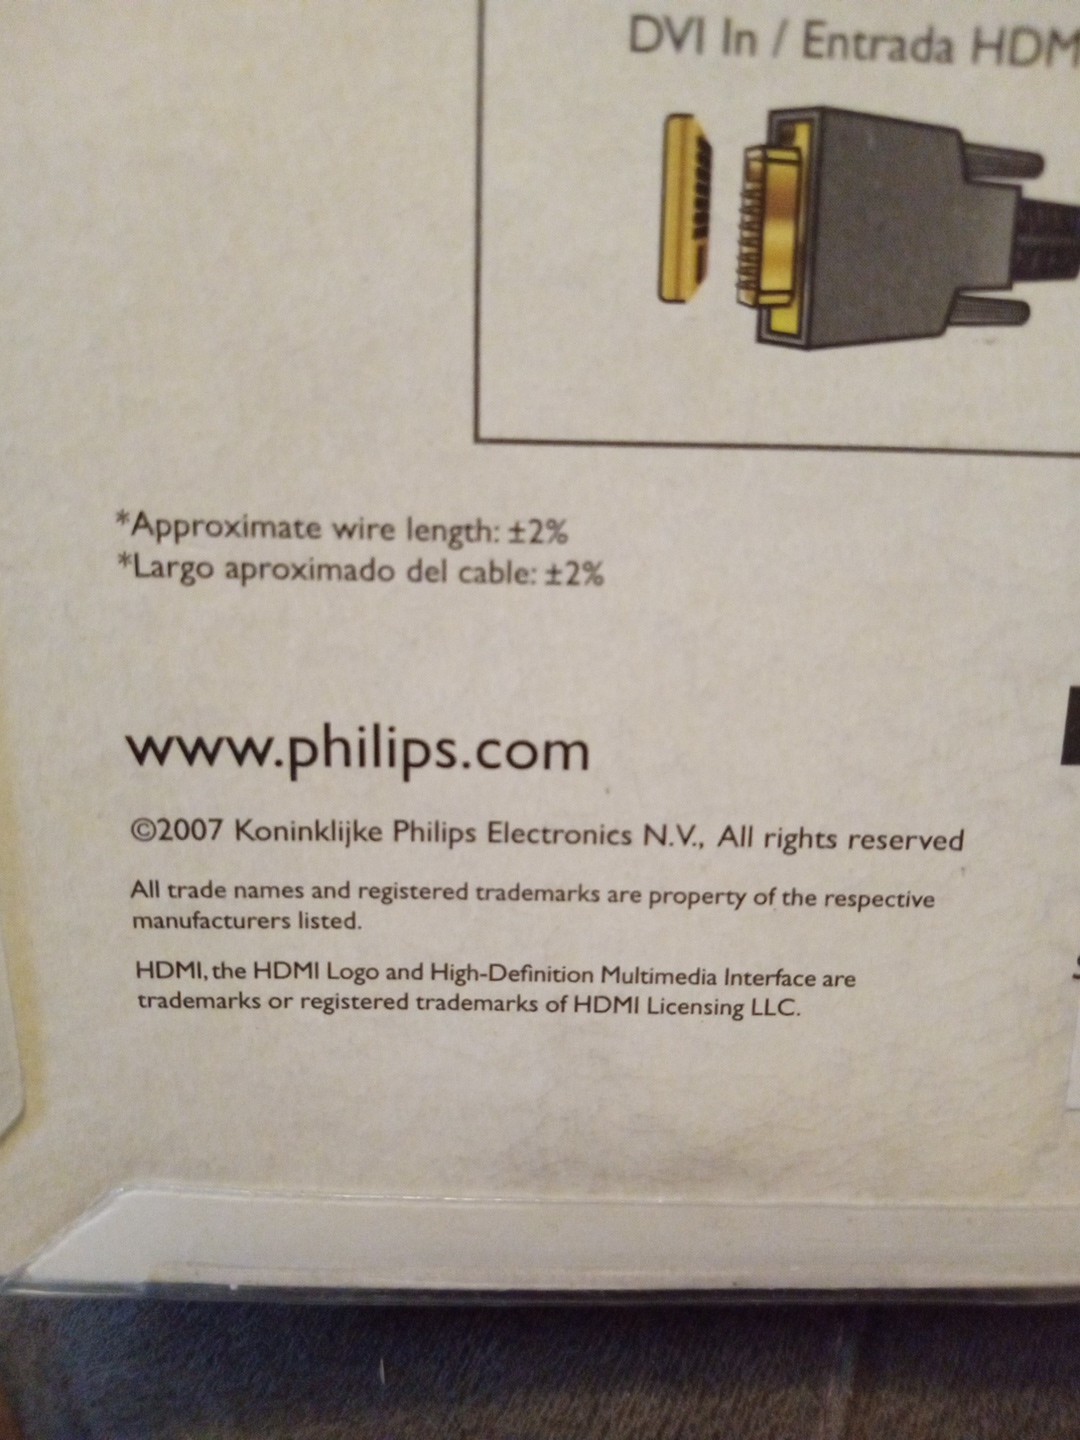 DVI In / Entrada HDM
*Approximate wire length: ±2%
*Largo aproximado del cable: ±2%
www.philips.com
©2007 Koninklijke Philips Electronics N.V., All rights reserved
All trade names and registered trademarks are property of the respective
manufacturers listed.
HDMI, the HDMI Logo and High-Definition Multimedia Interface are
trademarks or registered trademarks of HDMI Licensing LLC.